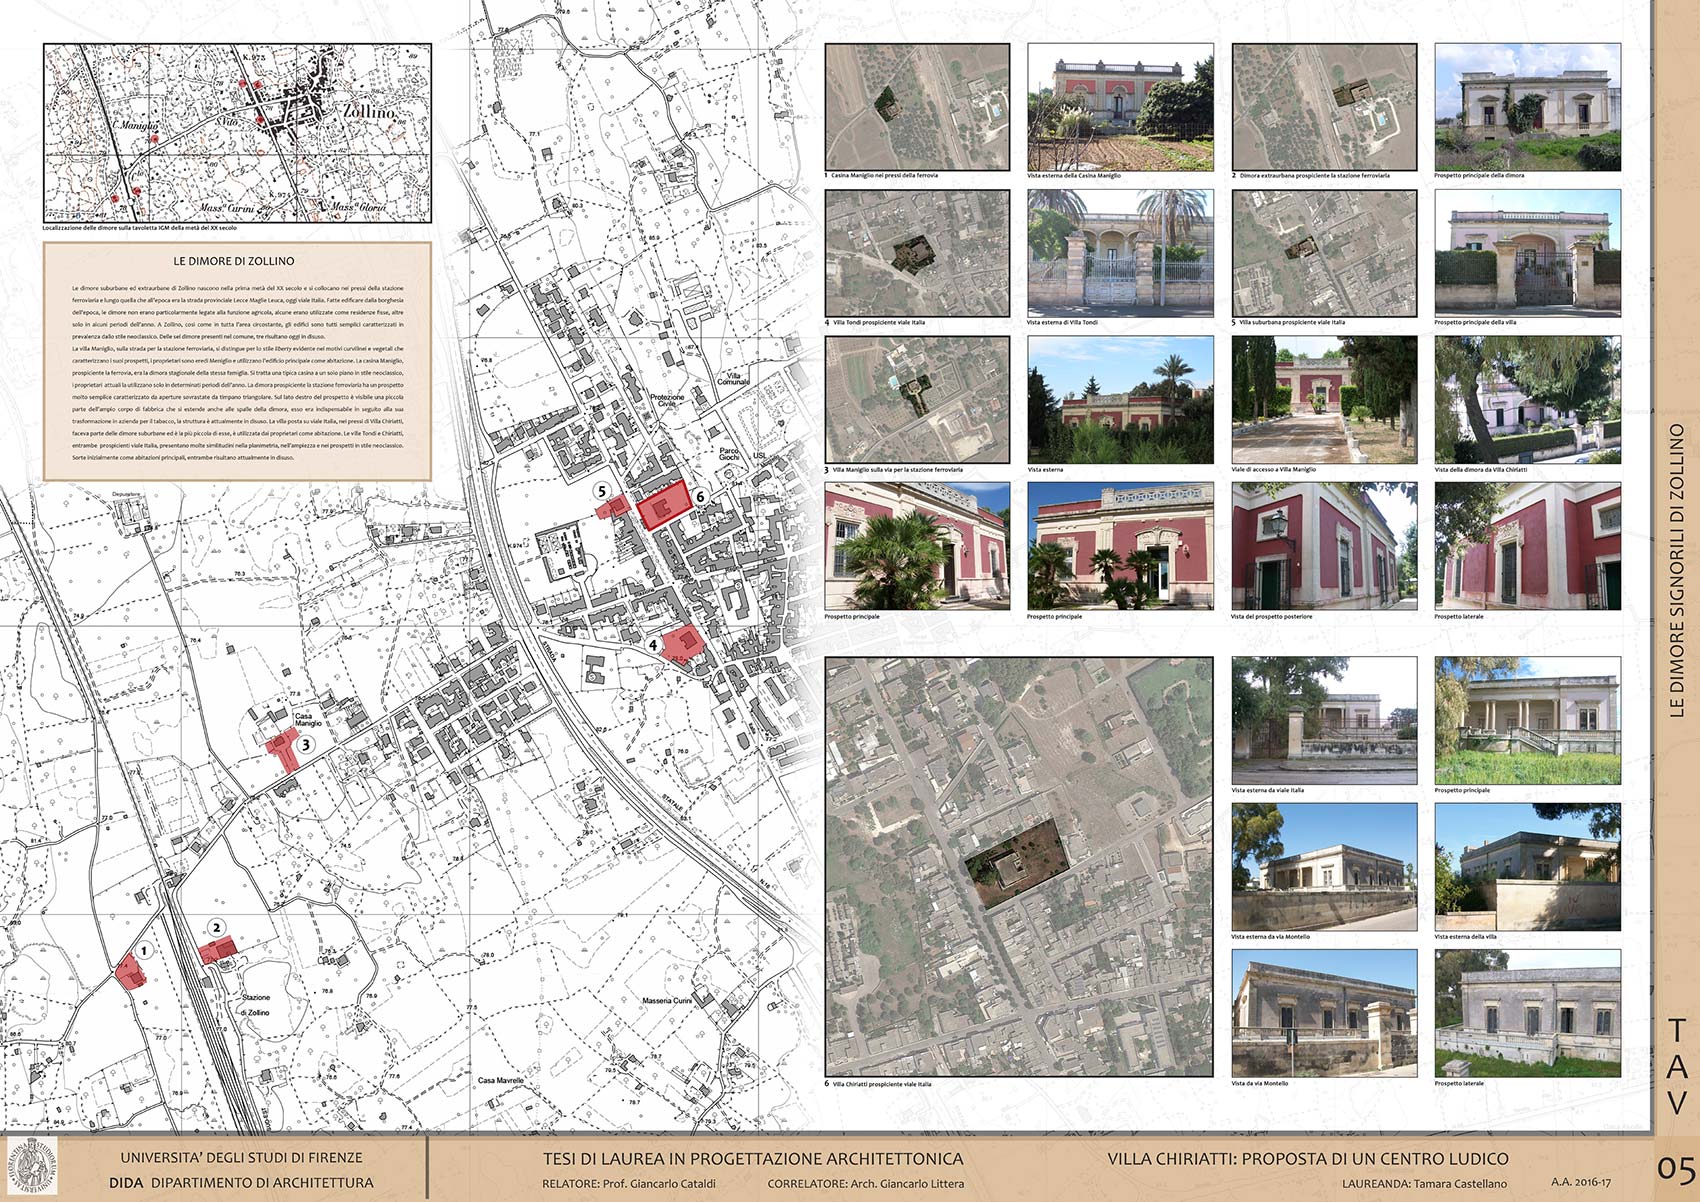 K.973
89
Zollino
C. Maniglio
S. Vito
K.974
Mass.ª Curini
Mass.ª Gloria
Localizzazione delle dimore sulla tavoletta IGM della metà del XX secolo
LE DIMORE DI ZOLLINO
Le dimore suburbane ed extraurbane di Zollino nascono nella prima metà del XX secolo e si collocano nei pressi della stazione
ferroviaria e lungo quella che all'epoca era la strada provinciale Lecce Maglie Leuca, oggi viale Italia. Fatte edificare dalla borghesia
dell'epoca, le dimore non erano particolarmente legate alla funzione agricola, alcune erano utilizzate come residenze fisse, altre
solo in alcuni periodi dell'anno. A Zollino, così come in tutta l'area circostante, gli edifici sono tutti semplici caratterizzati in
prevalenza dallo stile neoclassico. Delle sei dimore presenti nel comune, tre risultano oggi in disuso.
La villa Maniglio, sulla strada per la stazione ferroviaria, si distingue per lo stile liberty evidente nei motivi curvilinei e vegetali che
caratterizzano i suoi prospetti, i proprietari sono eredi Meniglio e utilizzano l'edificio principale come abitazione. La casina Maniglio,
prospiciente la ferrovia, era la dimora stagionale della stessa famiglia. Si tratta una tipica casina a un solo piano in stile neoclassico,
i proprietari attuali la utilizzano solo in determinati periodi dell'anno. La dimora prospiciente la stazione ferroviaria ha un prospetto
molto semplice caratterizzato da aperture sovrastate da timpano triangolare. Sul lato destro del prospetto è visibile una piccola
parte dell'ampio corpo di fabbrica che si estende anche alle spalle della dimora, esso era indispensabile in seguito alla sua
trasformazione in azienda per il tabacco, la struttura è attualmente in disuso. La villa posta su viale Italia, nei pressi di Villa Chiriatti,
faceva parte delle dimore suburbane ed è la più piccola di esse, è utilizzata dai proprietari come abitazione. Le ville Tondi e Chiriatti,
entrambe prospicienti viale Italia, presentano molte similitudini nella planimetria, nell'ampiezza e nei prospetti in stile neoclassico.
Sorte inizialmente come abitazioni principali, entrambe risultano attualmente in disuso.
Depuratore
Villa
Comunale
Protezione
Civile
Parco
Giochi
USL
5
6
K.974
4
STRADA
STATALE
N16
Casa
Maniglio
3
1
2
Stazione
di Zollino
Masseria Curini
Casa Mavrelle
1 Casina Maniglio nei pressi della ferrovia
Vista esterna della Casina Maniglio
2 Dimora extraurbana prospiciente la stazione ferroviaria
Prospetto principale della dimora
4 Villa Tondi prospiciente viale Italia
Vista esterna di Villa Tondi
5 Villa suburbana prospiciente viale Italia
Prospetto principale della villa
3 Villa Maniglio sulla via per la stazione ferroviaria
Vista esterna
Viale di accesso a Villa Maniglio
Vista della dimora da Villa Chiriatti
Prospetto principale
Prospetto principale
Vista del prospetto posteriore
Prospetto laterale
6 Villa Chiriatti prospiciente viale Italia
Vista esterna da viale Italia
Prospetto principale
Vista esterna da via Montello
Vista esterna della villa
Vista da via Montello
Prospetto laterale
LE DIMORE SIGNORILI DI ZOLLINO
TAV
05
UNIVERSITA' DEGLI STUDI DI FIRENZE
DIDA DIPARTIMENTO DI ARCHITETTURA
TESI DI LAUREA IN PROGETTAZIONE ARCHITETTONICA
RELATORE: Prof. Giancarlo Cataldi
CORRELATORE: Arch. Giancarlo Littera
VILLA CHIRIATTI: PROPOSTA DI UN CENTRO LUDICO
LAUREANDA: Tamara Castellano
A.A. 2016-17